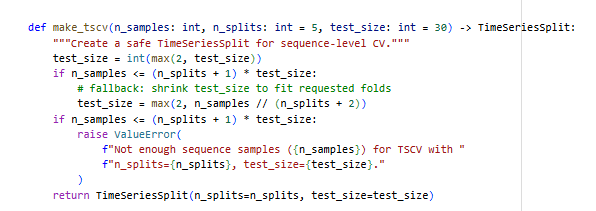 def make_tscv(n_samples: int, n_splits: int = 5, test_size: int = 30) -> TimeSeriesSplit:
    """Create a safe TimeSeriesSplit for sequence-level CV."""
    test_size = int(max(2, test_size))
    if n_samples <= (n_splits + 1) * test_size:
        # fallback: shrink test_size to fit requested folds
        test_size = max(2, n_samples // (n_splits + 2))
    if n_samples <= (n_splits + 1) * test_size:
        raise ValueError(
            f"Not enough sequence samples ({n_samples}) for TSCV with "
            f"n_splits={n_splits}, test_size={test_size}."
        )
    return TimeSeriesSplit(n_splits=n_splits, test_size=test_size)